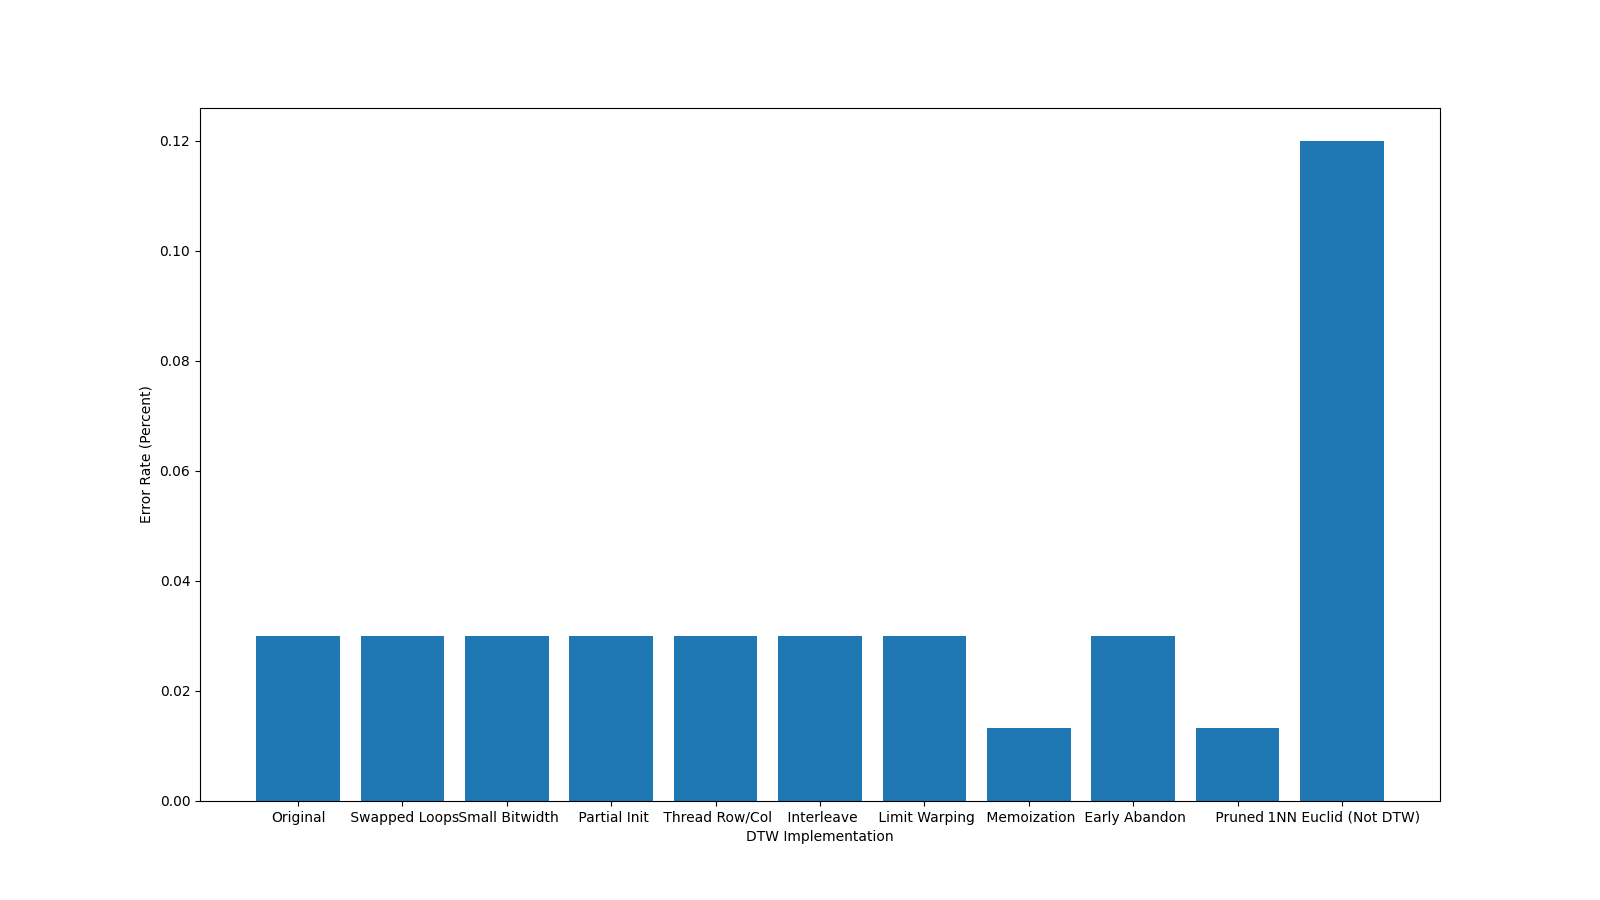 0.12
0.10
0.08
0.06
0.04
0.02
0.00
Error Rate (Percent)
Original Swapped Loops Small Bitwidth Partial Init Thread Row/Col Interleave Limit Warping Memoization Early Abandon Pruned 1NN Euclid (Not DTW)
DTW Implementation